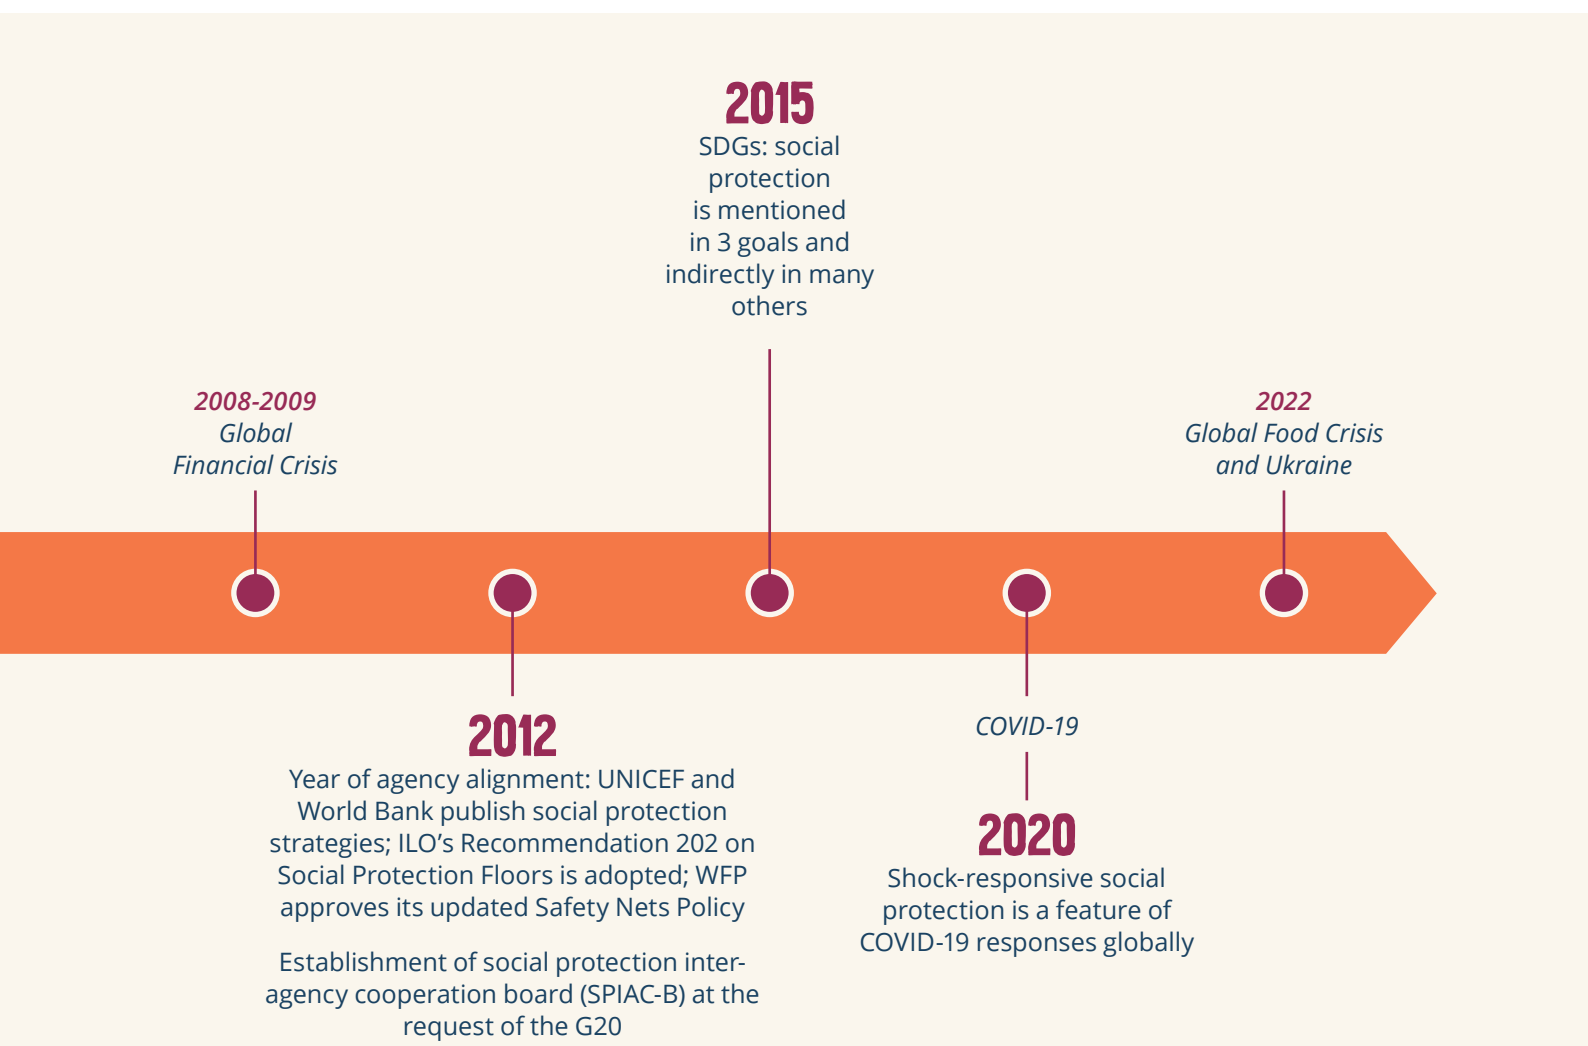 2008-2009
Global
Financial Crisis
2012
Year of agency alignment: UNICEF and
World Bank publish social protection
strategies; ILO’s Recommendation 202 on
Social Protection Floors is adopted; WFP
approves its updated Safety Nets Policy
Establishment of social protection inter-
agency cooperation board (SPIAC-B) at the
request of the G20
2015
SDGs: social
protection
is mentioned
in 3 goals and
indirectly in many
others
COVID-19
2020
Shock-responsive social
protection is a feature of
COVID-19 responses globally
2022
Global Food Crisis
and Ukraine